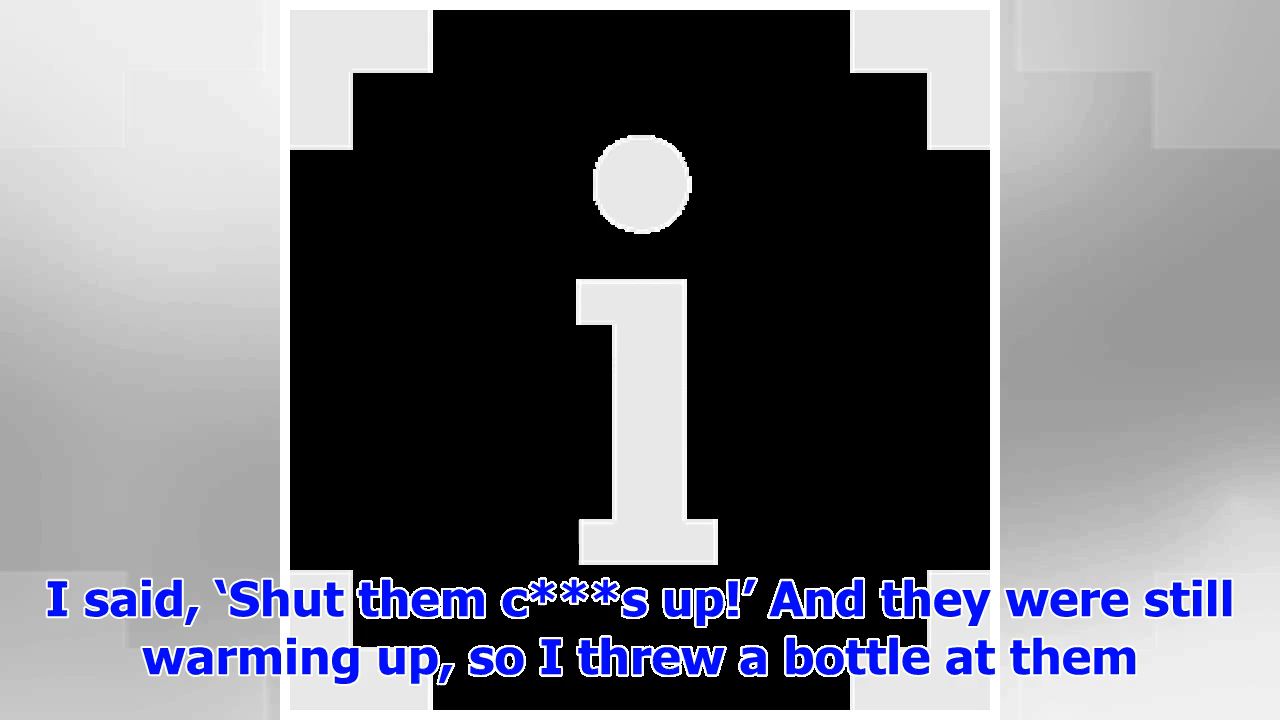 i
I said, ‘Shut them c***s up!’ And they were still
warming up, so I threw a bottle at them